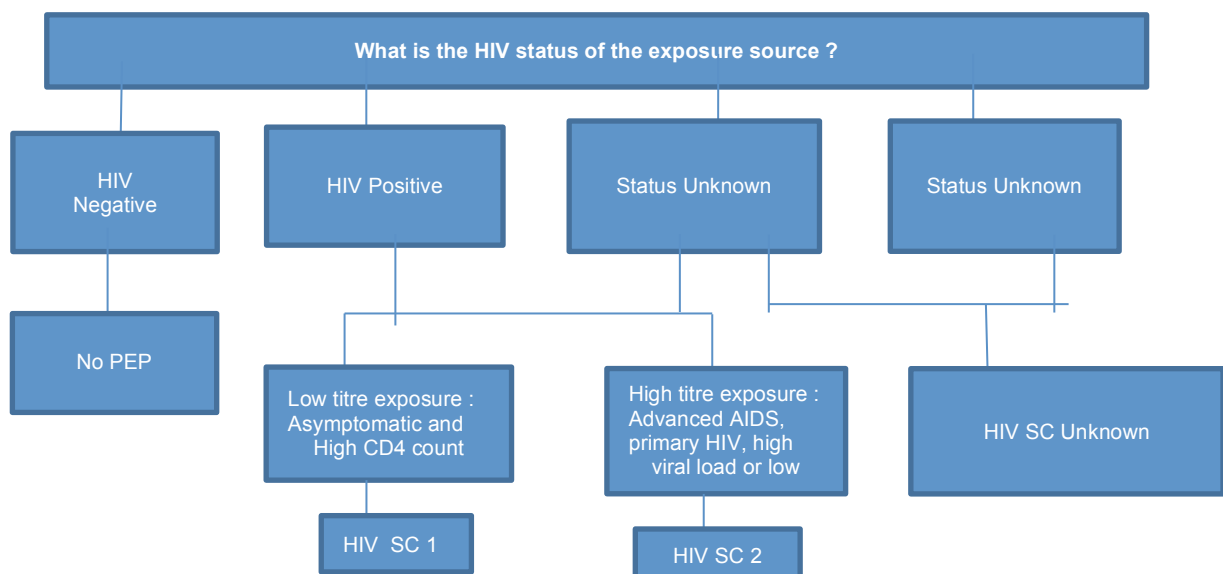 What is the HIV status of the exposure source ?
HIV
Negative
HIV Positive
Status Unknown
Status Unknown
No PEP
Low titre exposure :
Asymptomatic and
High CD4 count
High titre exposure :
Advanced AIDS,
primary HIV, high
viral load or low
HIV SC Unknown
HIV SC 1
HIV SC 2